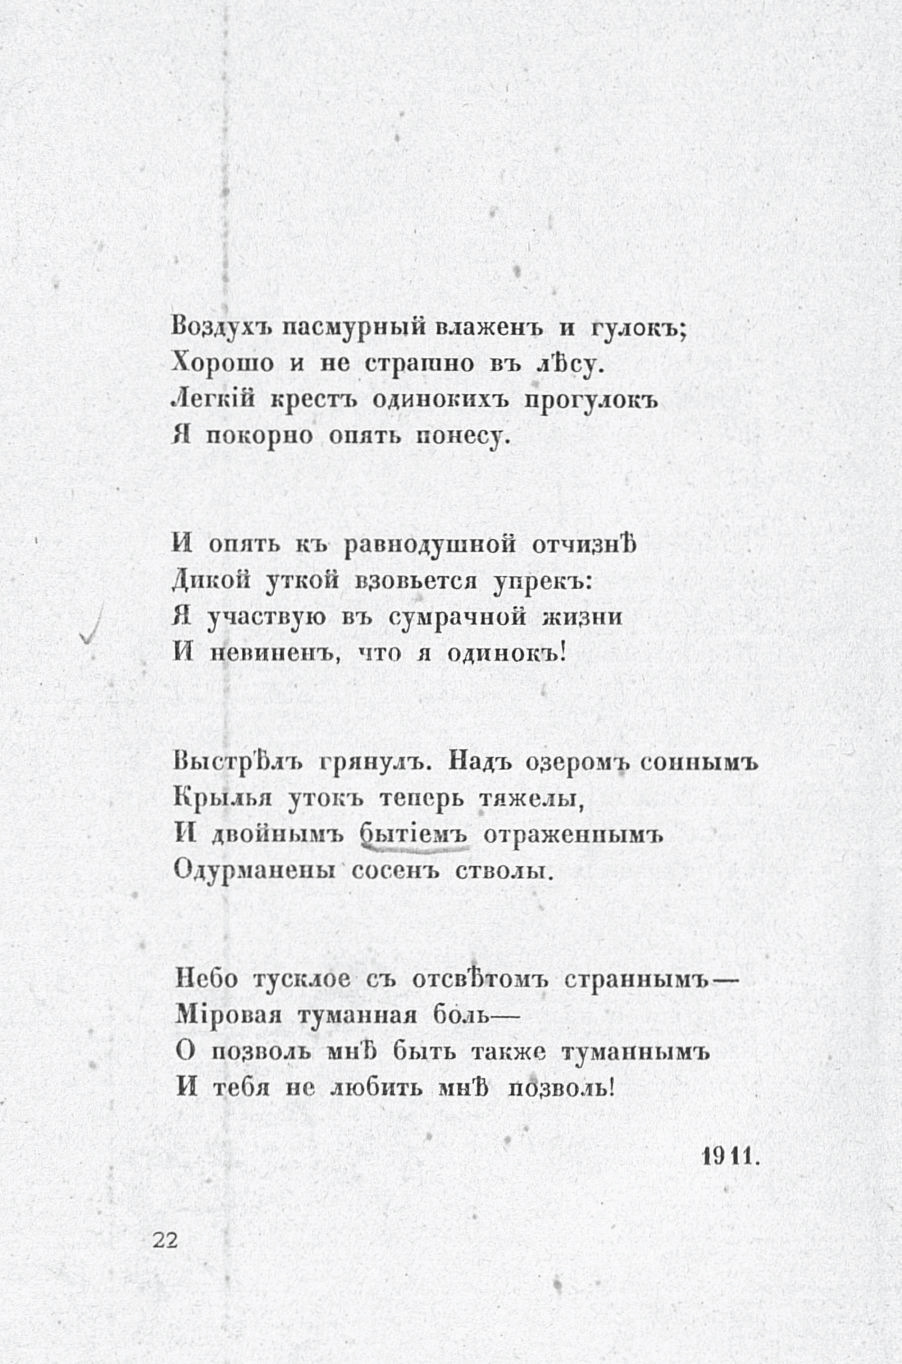 Воздухъ пасмурный влаженъ и гулокъ;
Хорошо и не страшно въ лѣсу.
Легкій крестъ одинокихъ прогулокъ
Я покорно опять понесу.
И опять къ равнодушной отчизнѣ
Дикой уткой взовьется упрекъ:
Я участвую въ сумрачной жизни
И невиненъ, что я одинокъ!
Выстрѣлъ грянулъ. Надъ озеромъ соннымъ
Крылья утокъ теперь тяжелы,
И двойнымъ бытіемъ отраженнымъ
Одурманены сосенъ стволы.
Небо тусклое съ отсвѣтомъ страннымъ—
Міровая туманная боль—
О позволь мнѣ быть также туманнымъ
И тебя не любить мнѣ позволь!
1911.
22